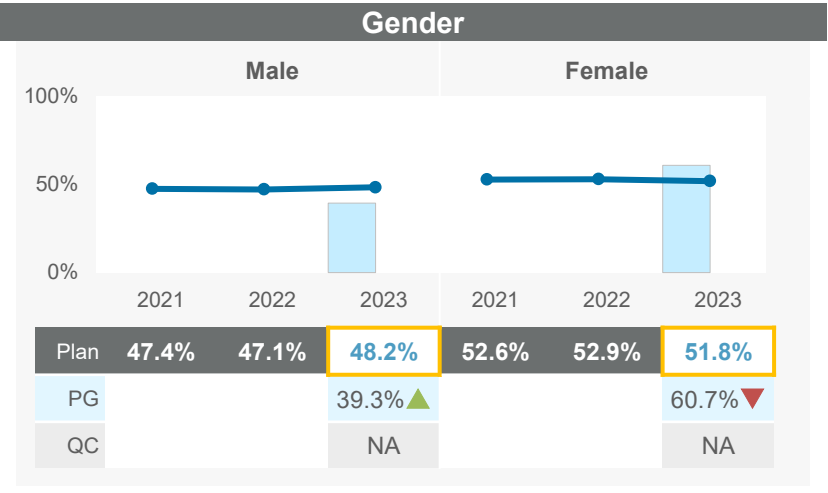 Gender
Male Female
100%
50%
0%
2021 2022 2023 2021 2022 2023
Plan 47.4% 47.1% 48.2% 52.6% 52.9% 51.8%
PG 39.3% 60.7%
QC NA NA